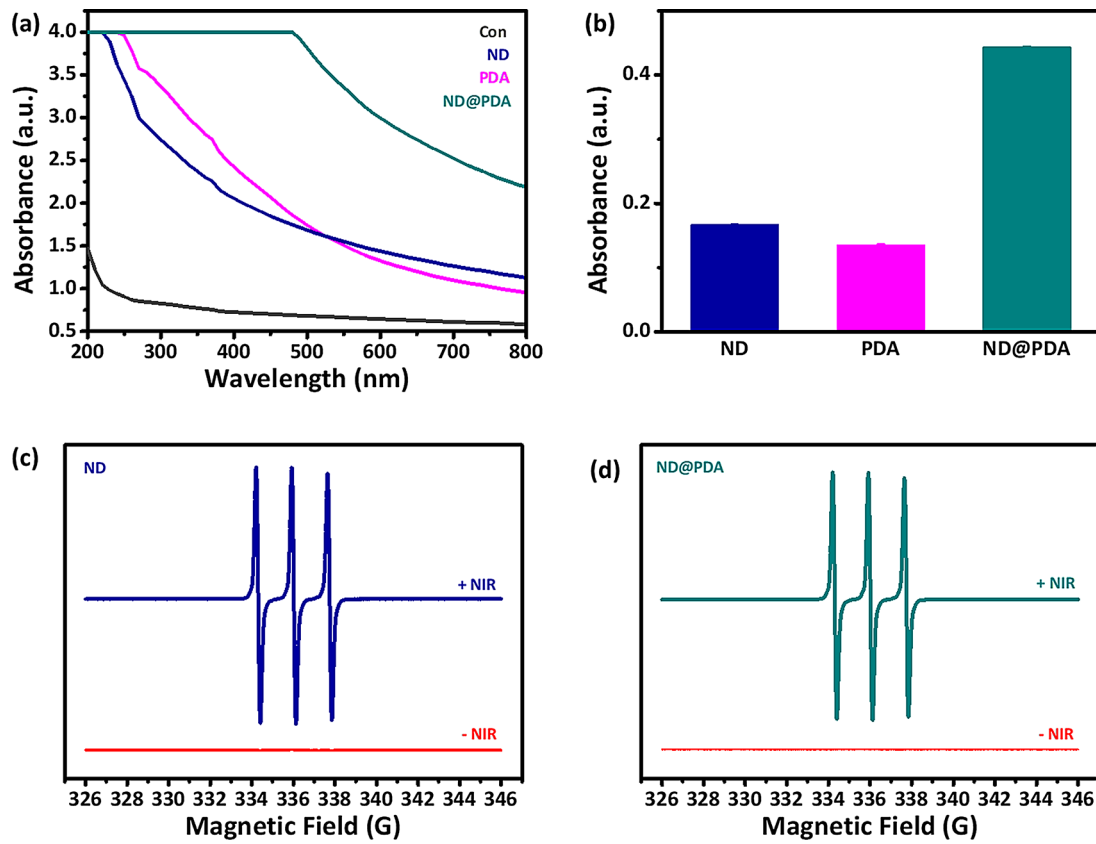 (a)
Absorbance (a.u.)
4.0
3.5
3.0
2.5
2.0
1.5
1.0
0.5
Con
ND
PDA
ND@PDA
200 300 400 500 600 700 800
Wavelength (nm)
(b)
Absorbance (a.u.)
0.4
0.2
0.0
ND PDA ND@PDA
(c)
ND
+ NIR
- NIR
326 328 330 332 334 336 338 340 342 344 346
Magnetic Field (G)
(d)
ND@PDA
+ NIR
- NIR
326 328 330 332 334 336 338 340 342 344 346
Magnetic Field (G)